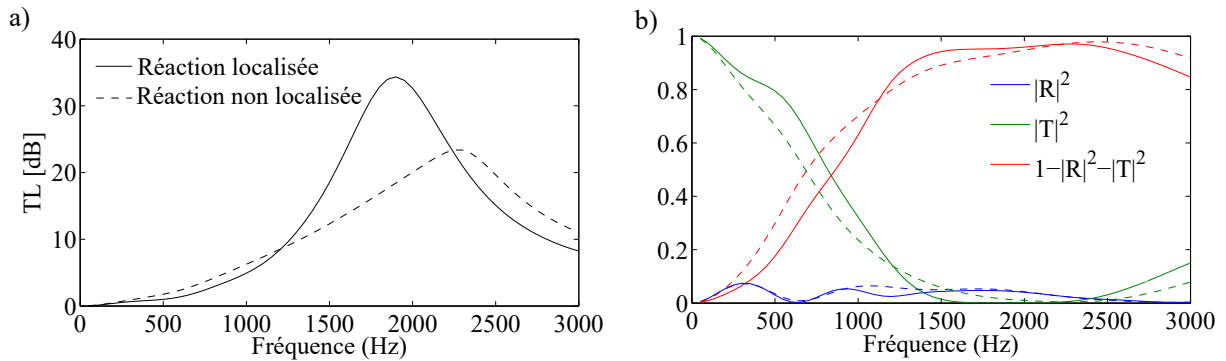 a)
40
30
20
10
0
TL [dB]
Réaction localisée
Réaction non localisée
0 500 1000 1500 2000 2500 3000
Fréquence (Hz)
b)
1
0.8
0.6
0.4
0.2
0
|R|²
|T|²
1−|R|²−|T|²
0 500 1000 1500 2000 2500 3000
Fréquence (Hz)